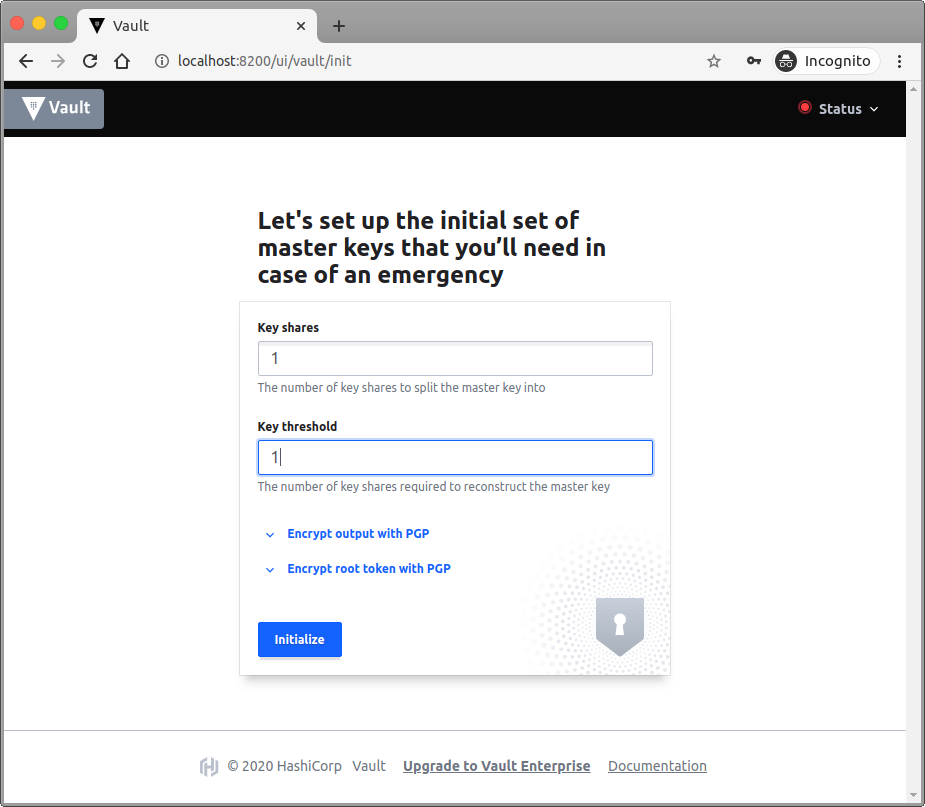 Vault
localhost:8200/ui/vault/init
Incognito
Vault
Status
Let's set up the initial set of
master keys that you’ll need in
case of an emergency
Key shares
1
The number of key shares to split the master key into
Key threshold
1
The number of key shares required to reconstruct the master key
Encrypt output with PGP
Encrypt root token with PGP
Initialize
© 2020 HashiCorp Vault Upgrade to Vault Enterprise Documentation